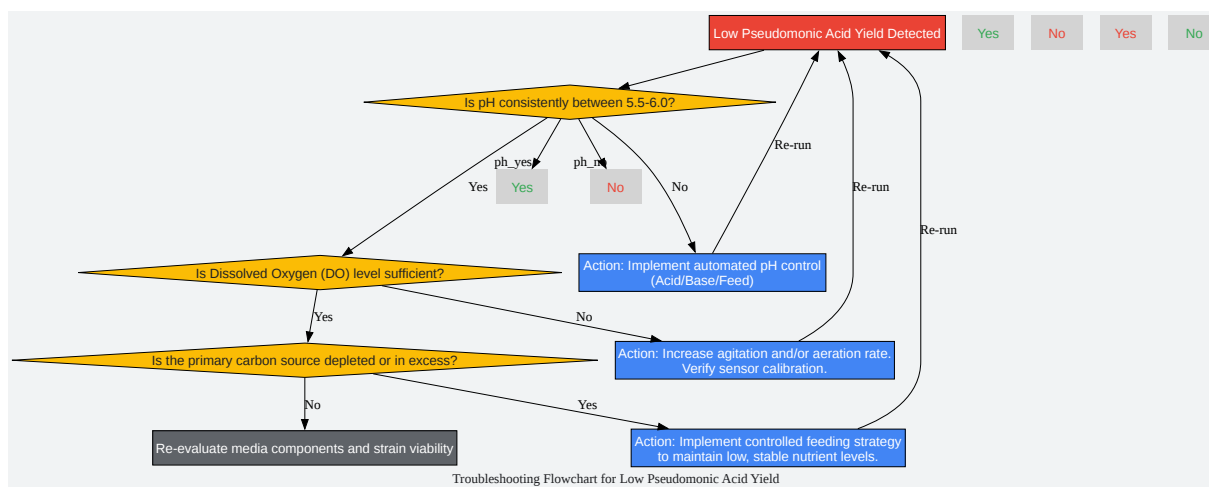 Low Pseudomonic Acid Yield Detected
Yes
No
Yes
No
Is pH consistently between 5.5-6.0?
Re-run
ph_yes
ph_no
Yes
Yes
No
No
Re-run
Re-run
Is Dissolved Oxygen (DO) level sufficient?
Action: Implement automated pH control
(Acid/Base/Feed)
Yes
No
Is the primary carbon source depleted or in excess?
Action: Increase agitation and/or aeration rate.
Verify sensor calibration.
No
Yes
Re-evaluate media components and strain viability
Action: Implement controlled feeding strategy
to maintain low, stable nutrient levels.
Troubleshooting Flowchart for Low Pseudomonic Acid Yield